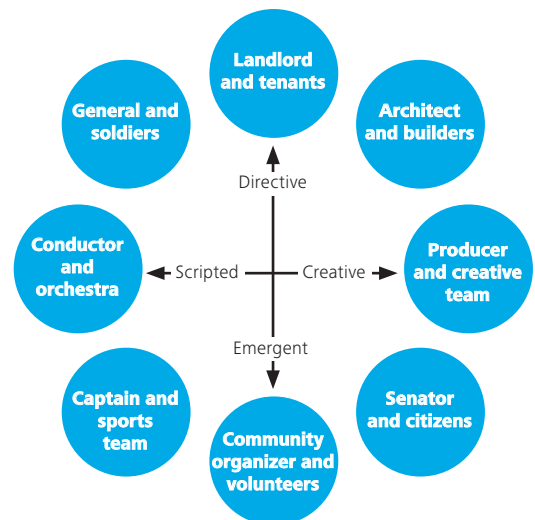 Landlord
and tenants
General and
soldiers
Architect
and builders
Directive
Conductor
and
orchestra
Scripted
Creative
Producer
and creative
team
Emergent
Captain and
sports
team
Senator
and citizens
Community
organizer and
volunteers